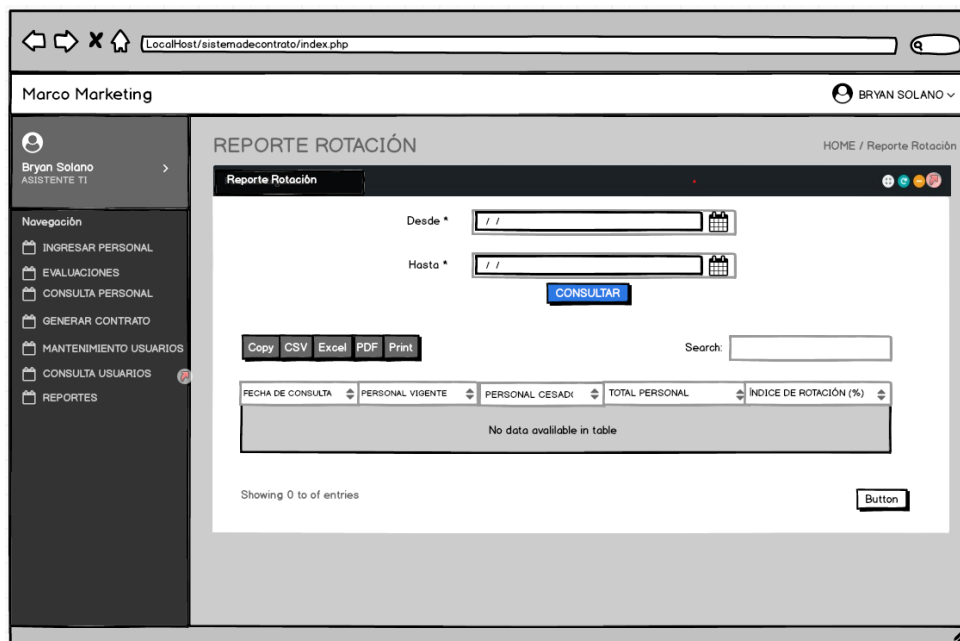 LocalHost/sistemadecontrato/index.php
Marco Marketing
BRYAN SOLANO
Bryan Solano
ASISTENTE TI
Navegación
INGRESAR PERSONAL
EVALUACIONES
CONSULTA PERSONAL
GENERAR CONTRATO
MANTENIMIENTO USUARIOS
CONSULTA USUARIOS
REPORTES
REPORTE ROTACIÓN
HOME / Reporte Rotación
Reporte Rotación
Desde * / /
Hasta * / /
CONSULTAR
Copy CSV Excel PDF Print
Search:
FECHA DE CONSULTA PERSONAL VIGENTE PERSONAL CESAD TOTAL PERSONAL ÍNDICE DE ROTACIÓN (%)
No data avalilable in table
Showing 0 to of entries
Button